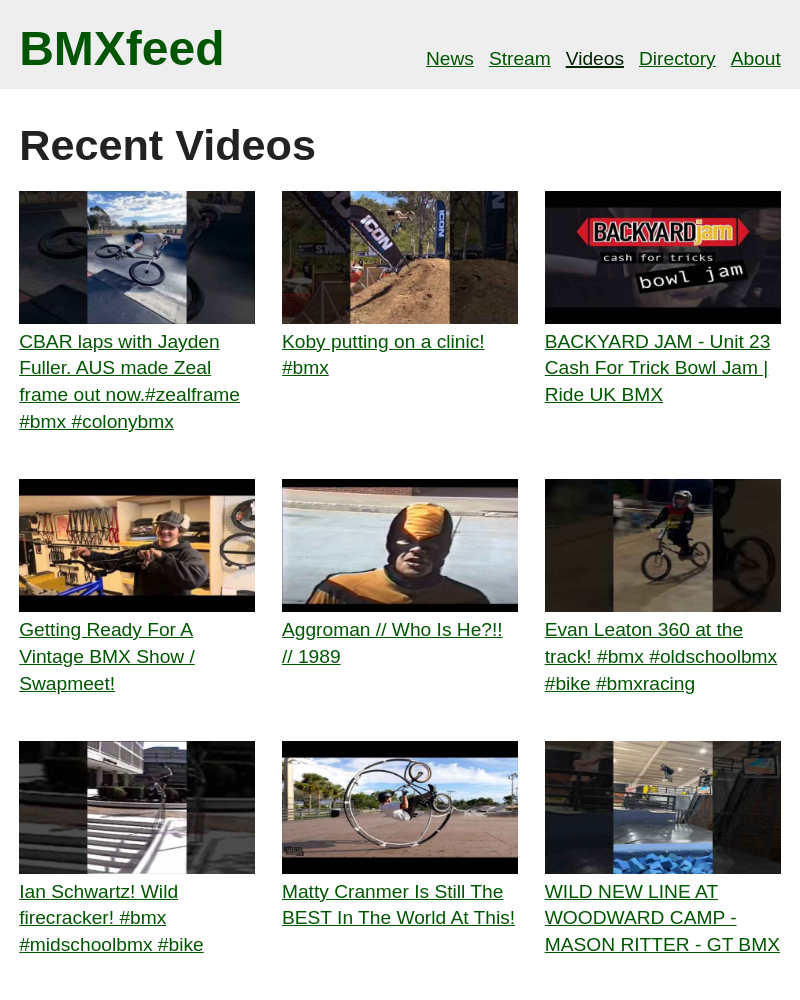 BMXfeed
News Stream Videos Directory About
Recent Videos
ICON
ICON
BACKYARD jam
cash for tricks
bowl jam
CBAR laps with Jayden
Fuller. AUS made Zeal
frame out now.#zealframe
#bmx #colonybmx
Koby putting on a clinic!
#bmx
BACKYARD JAM - Unit 23
Cash For Trick Bowl Jam |
Ride UK BMX
Getting Ready For A
Vintage BMX Show /
Swapmeet!
Aggroman // Who Is He?!!
// 1989
Evan Leaton 360 at the
track! #bmx #oldschoolbmx
#bike #bmxracing
Ian Schwartz! Wild
firecracker! #bmx
#midschoolbmx #bike
Matty Cranmer Is Still The
BEST In The World At This!
WILD NEW LINE AT
WOODWARD CAMP -
MASON RITTER - GT BMX